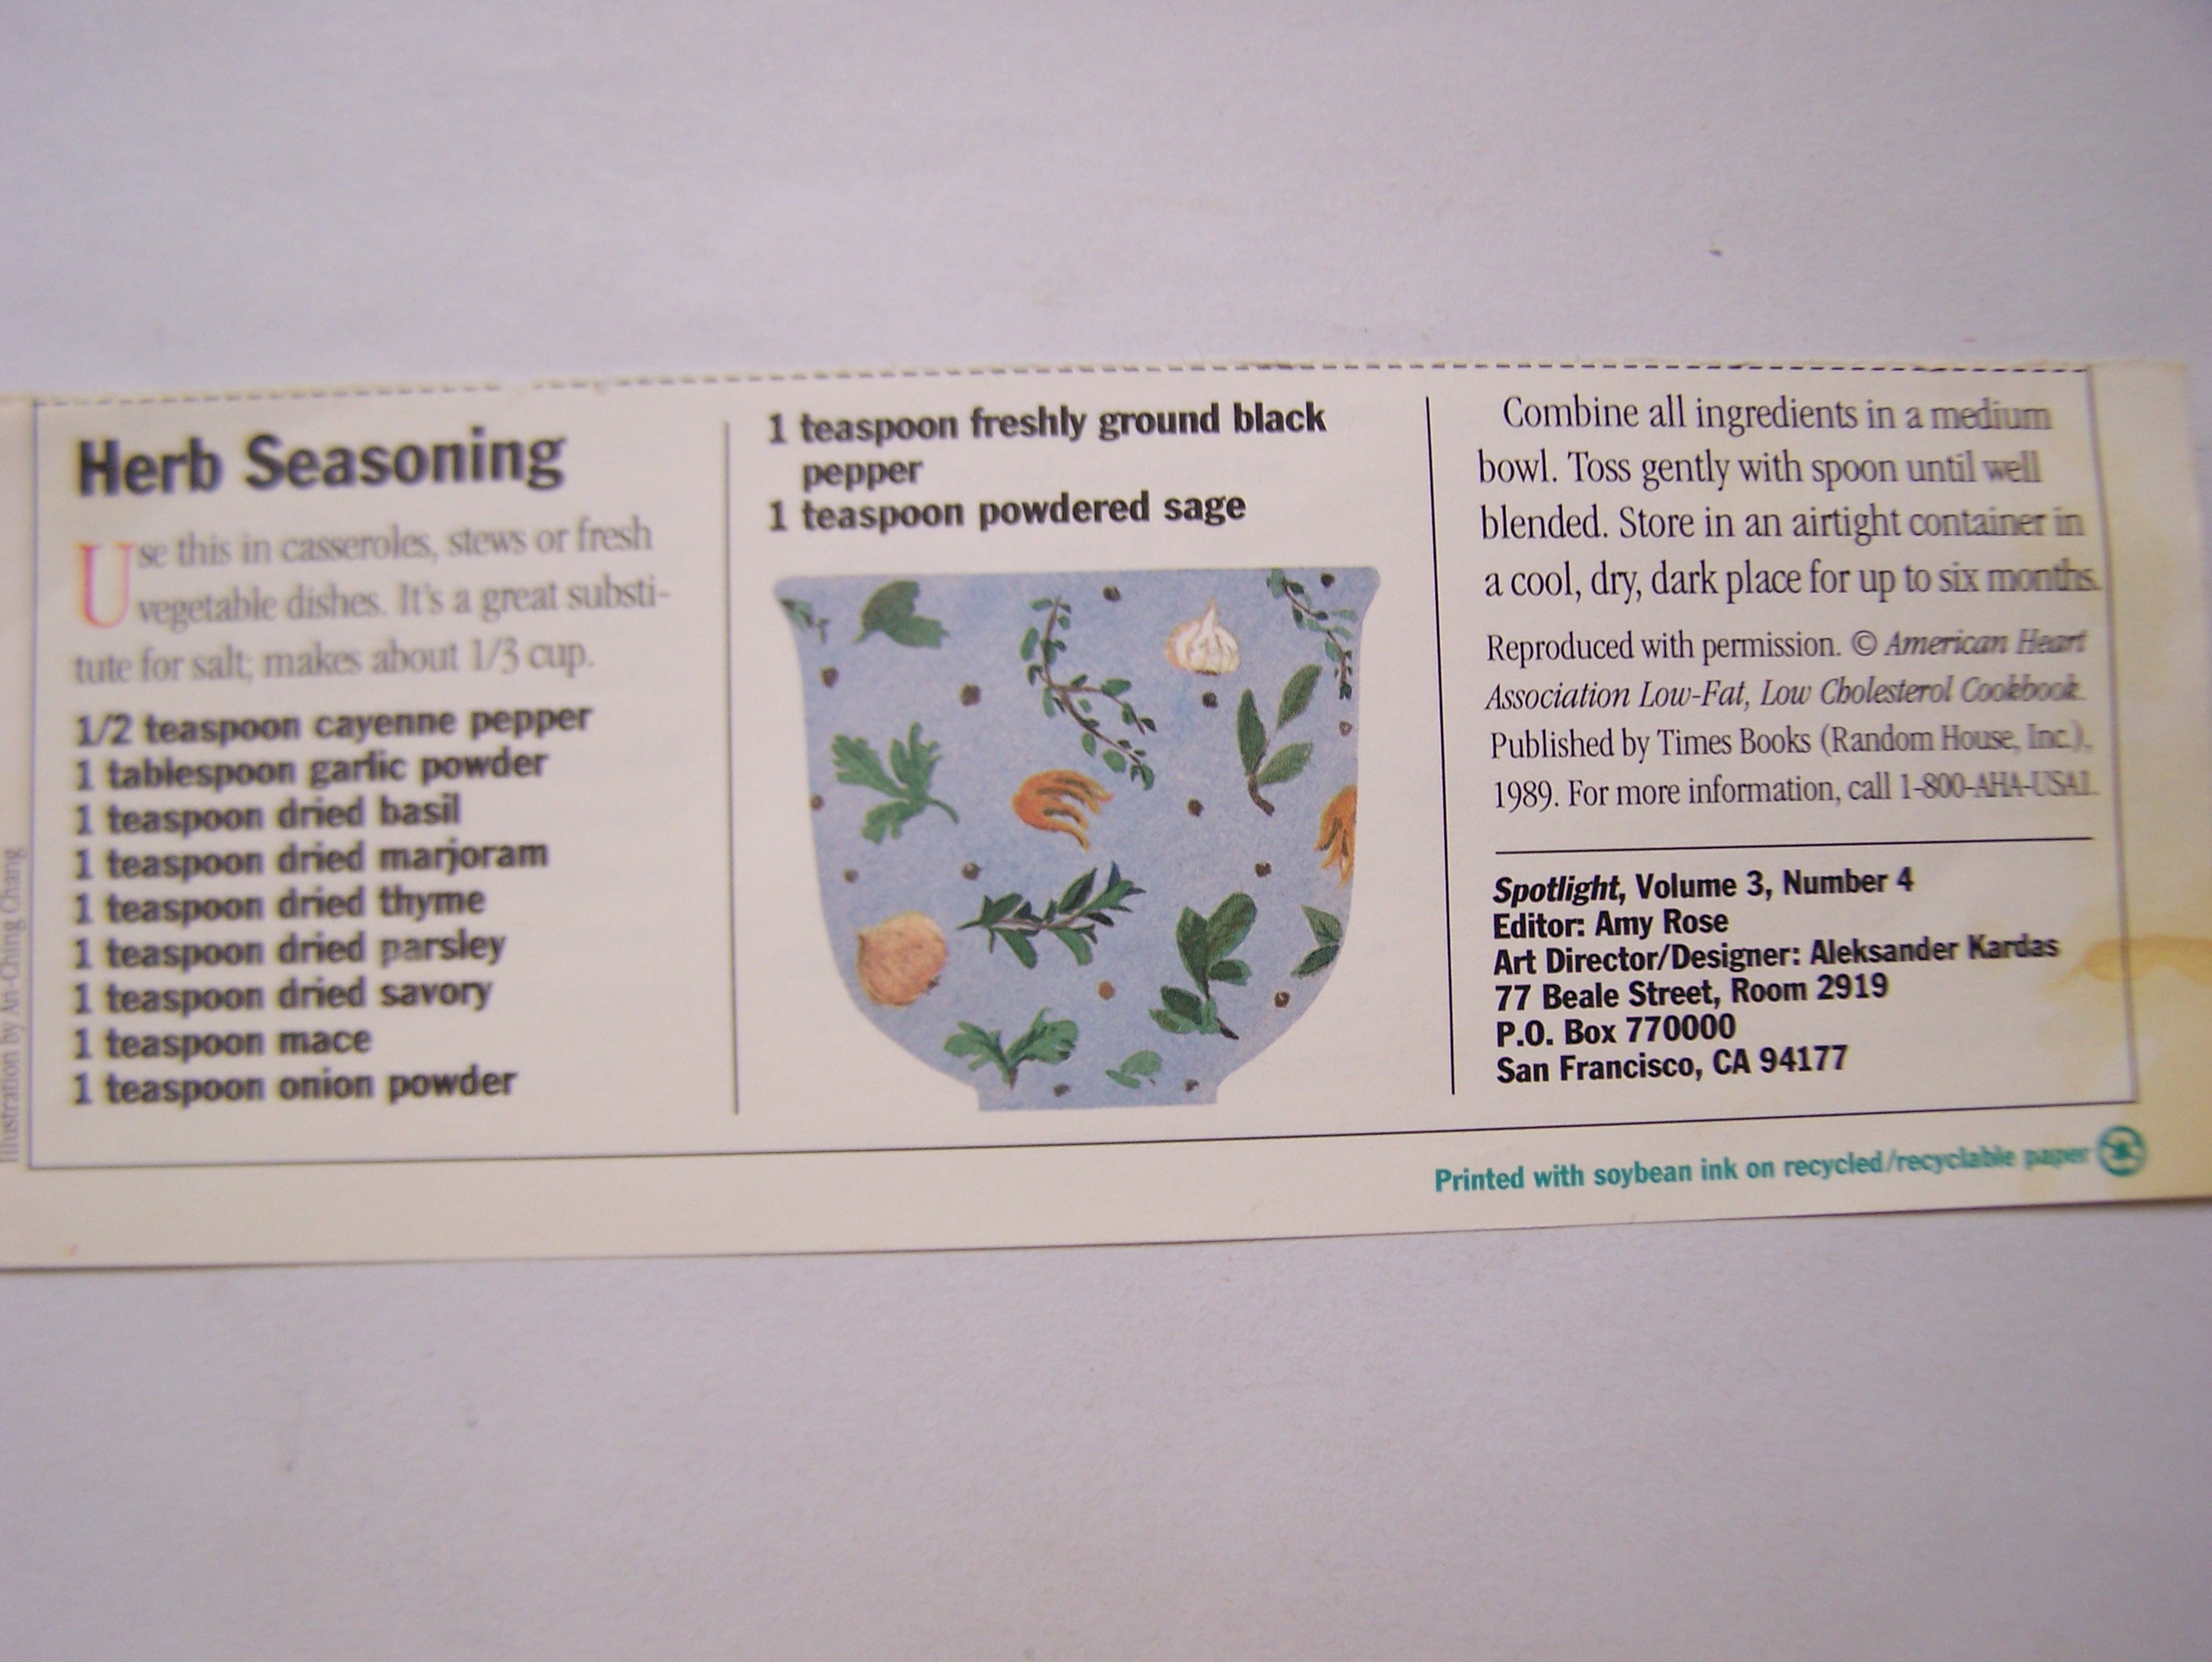 Herb Seasoning
Use this in casseroles, stews or fresh
vegetable dishes. It's a great substi-
tute for salt; makes about 1/3 cup.
1/2 teaspoon cayenne pepper
1 tablespoon garlic powder
1 teaspoon dried basil
1 teaspoon dried marjoram
1 teaspoon dried thyme
1 teaspoon dried parsley
1 teaspoon dried savory
1 teaspoon mace
1 teaspoon onion powder
Illustration by An-Ching Chang
1 teaspoon freshly ground black
pepper
1 teaspoon powdered sage
Combine all ingredients in a medium
bowl. Toss gently with spoon until well
blended. Store in an airtight container in
a cool, dry, dark place for up to six months.
Reproduced with permission. © American Heart
Association Low-Fat, Low Cholesterol Cookbook.
Published by Times Books (Random House, Inc.),
1989. For more information, call 1-800-AHA-USA1.
Spotlight, Volume 3, Number 4
Editor: Amy Rose
Art Director/Designer: Aleksander Kardas
77 Beale Street, Room 2919
P.O. Box 770000
San Francisco, CA 94177
Printed with soybean ink on recycled/recyclable paper